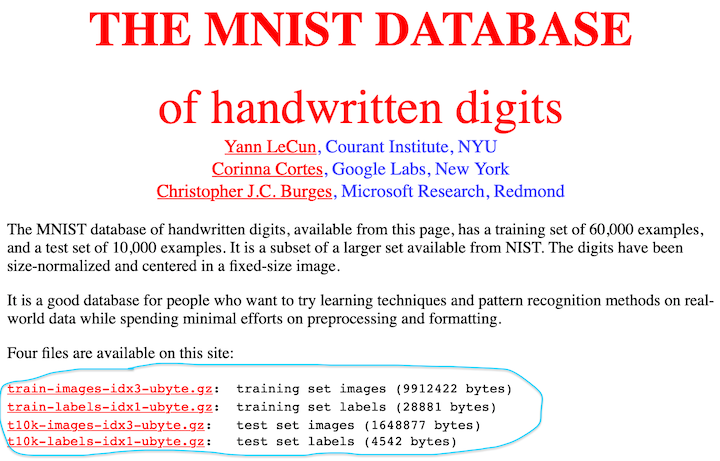 THE MNIST DATABASE
of handwritten digits
Yann LeCun, Courant Institute, NYU
Corinna Cortes, Google Labs, New York
Christopher J.C. Burges, Microsoft Research, Redmond
The MNIST database of handwritten digits, available from this page, has a training set of 60,000 examples,
and a test set of 10,000 examples. It is a subset of a larger set available from NIST. The digits have been
size-normalized and centered in a fixed-size image.
It is a good database for people who want to try learning techniques and pattern recognition methods on real-
world data while spending minimal efforts on preprocessing and formatting.
Four files are available on this site:
train-images-idx3-ubyte.gz: training set images (9912422 bytes)
train-labels-idx1-ubyte.gz: training set labels (28881 bytes)
t10k-images-idx3-ubyte.gz: test set images (1648877 bytes)
t10k-labels-idx1-ubyte.gz: test set labels (4542 bytes)